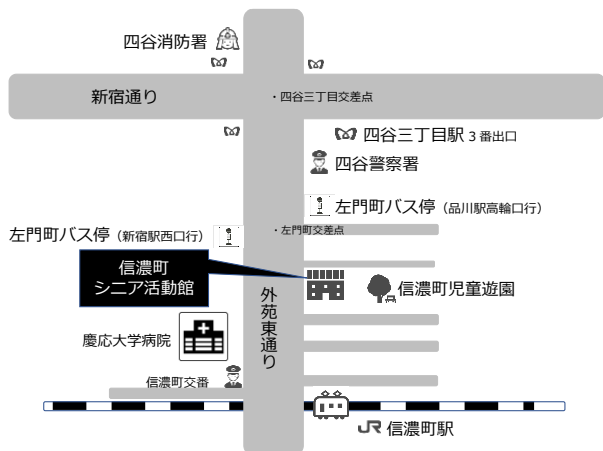 四谷消防署
新宿通り
・四谷三丁目交差点
四谷三丁目駅 3番出口
四谷警察署
左門町バス停（品川駅高輪口行）
左門町バス停（新宿駅西口行）
・左門町交差点
信濃町
シニア活動館
外苑東通り
信濃町児童遊園
慶応大学病院
信濃町交番
JR 信濃町駅